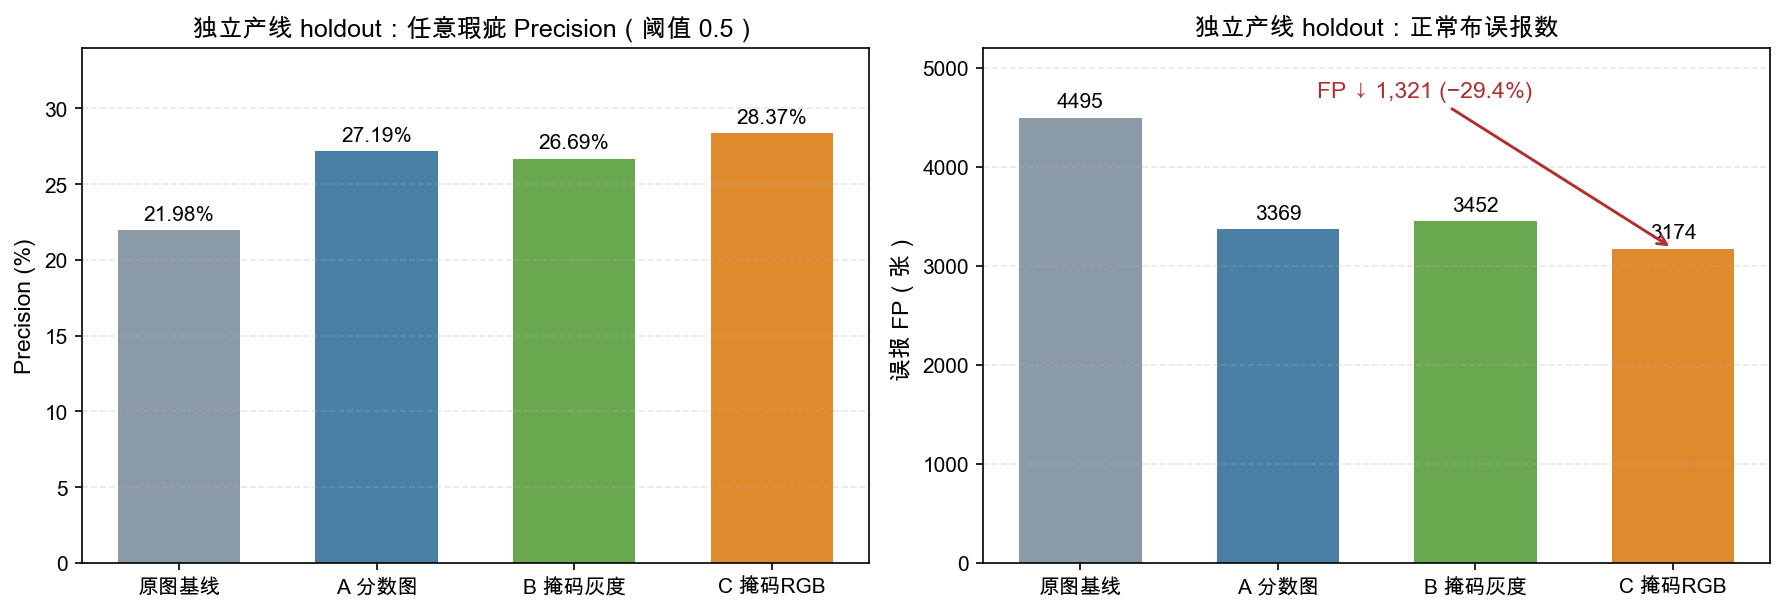 独立产线 holdout：任意瑕疵 Precision（阈值 0.5）
Precision (%)
30
25
20
15
10
5
0
21.98%
27.19%
26.69%
28.37%
原图基线
A 分数图
B 掩码灰度
C 掩码RGB
独立产线 holdout：正常布误报数
误报 FP（张）
5000
4000
3000
2000
1000
0
FP ↓ 1,321 (−29.4%)
4495
3369
3452
3174
原图基线
A 分数图
B 掩码灰度
C 掩码RGB